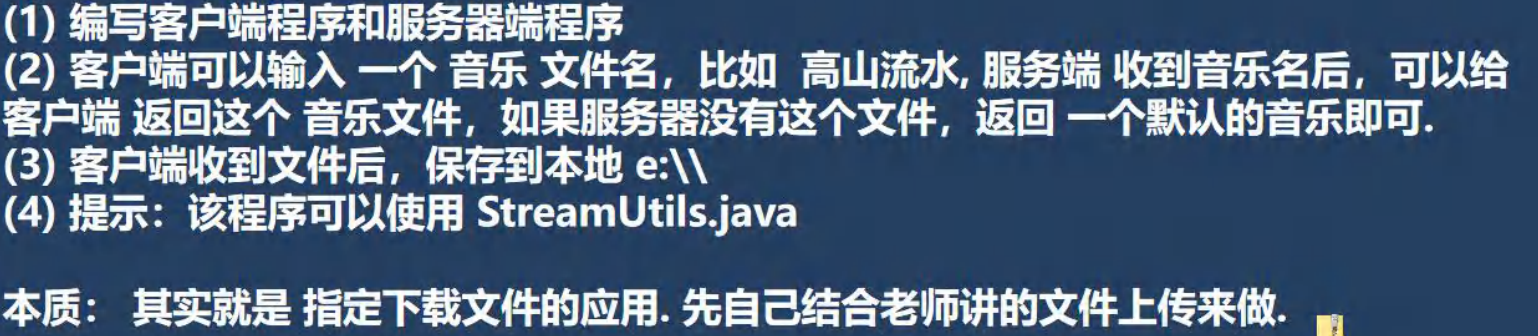 (1) 编写客户端程序和服务器端程序
(2) 客户端可以输入 一个 音乐 文件名，比如 高山流水, 服务端 收到音乐名后，可以给
客户端 返回这个 音乐文件，如果服务器没有这个文件，返回 一个默认的音乐即可.
(3) 客户端收到文件后，保存到本地 e:\\
(4) 提示：该程序可以使用 StreamUtils.java
本质： 其实就是 指定下载文件的应用. 先自己结合老师讲的文件上传来做.